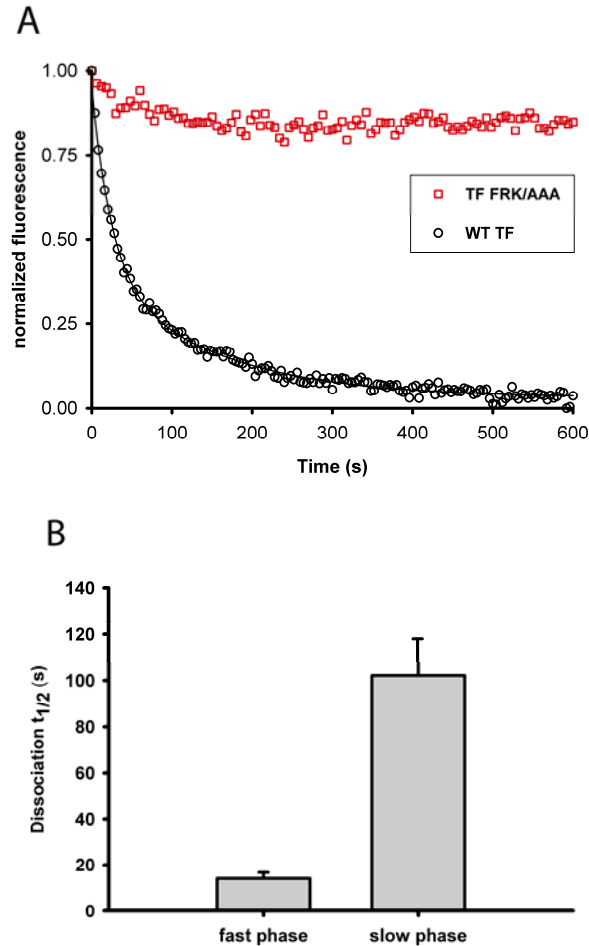 A
normalized fluorescence
1.00
0.75
0.50
0.25
0.00
TF FRK/AAA
WT TF
0 100 200 300 400 500 600
Time (s)
B
Dissociation t1/2 (s)
140
120
100
80
60
40
20
0
fast phase slow phase